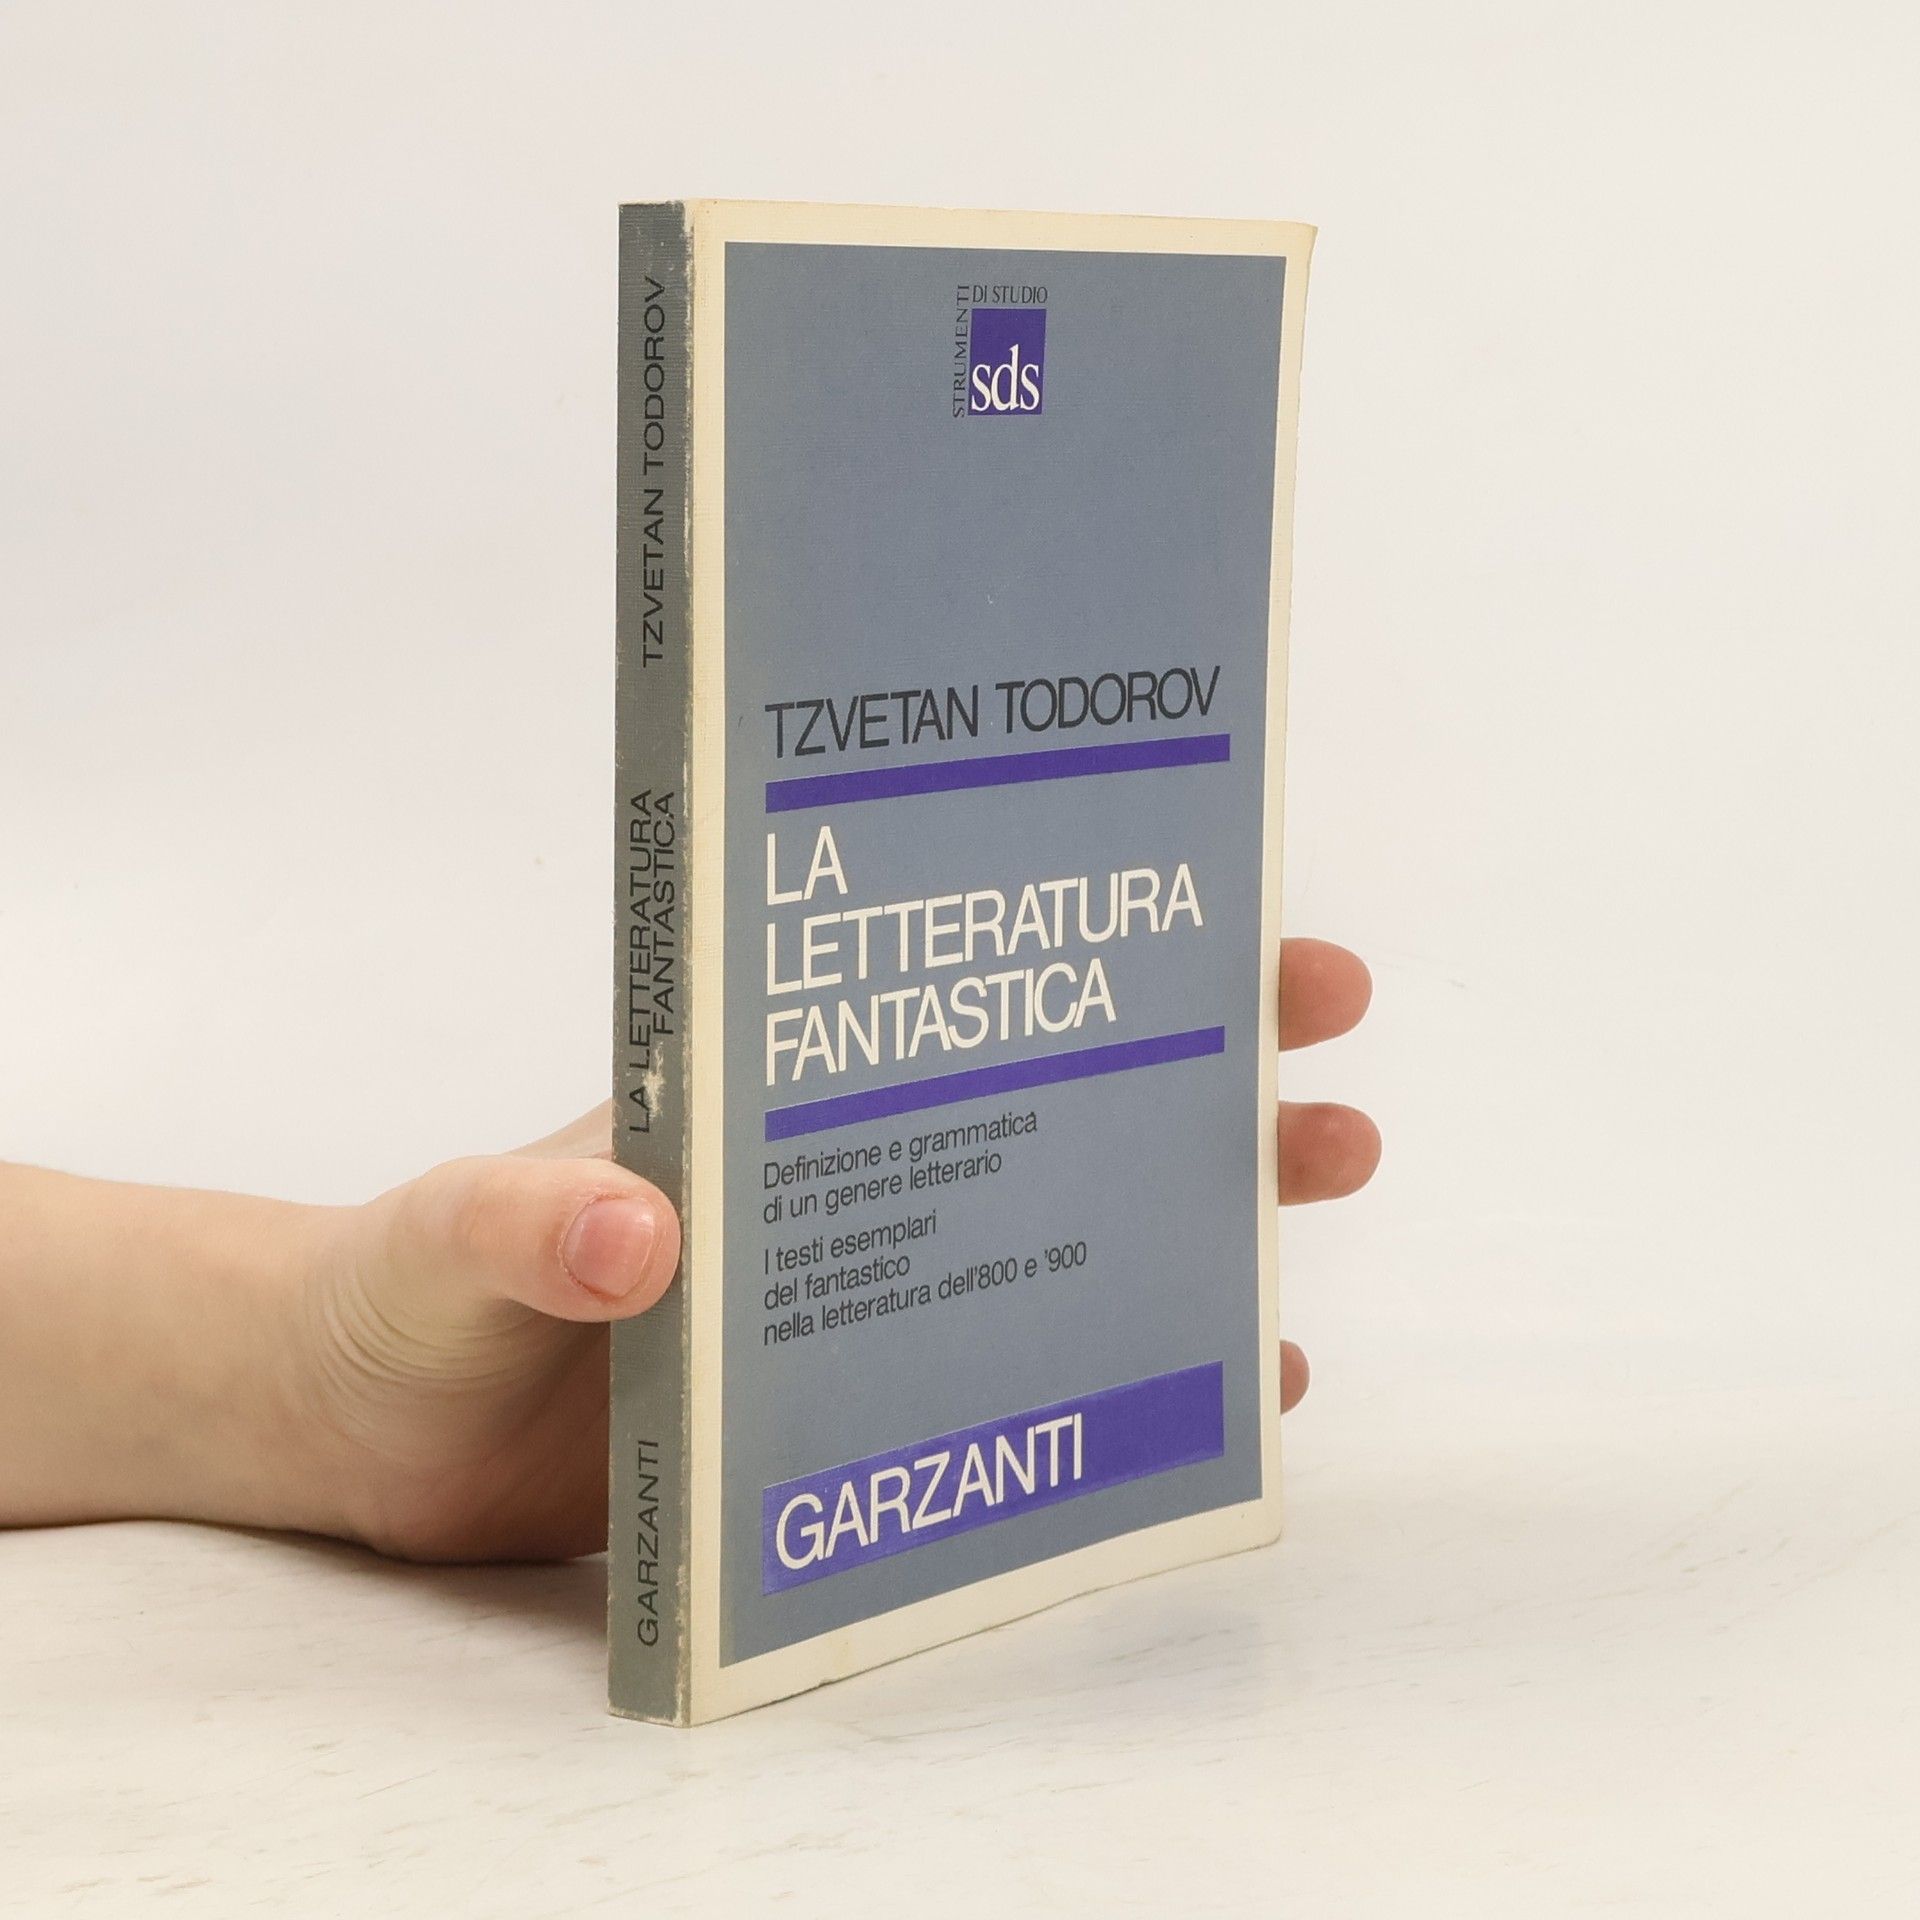 TZVETAN TODOROV
LA LETTERATURA
FANTASTICA
GARZANTI
STRUMENTI
DI STUDIO
sds
TZVETAN TODOROV
LA
LETTERATURA
FANTASTICA
Definizione e grammatica
di un genere letterario
I testi esemplari
del fantastico
nella letteratura dell'800 e '900
GARZANTI